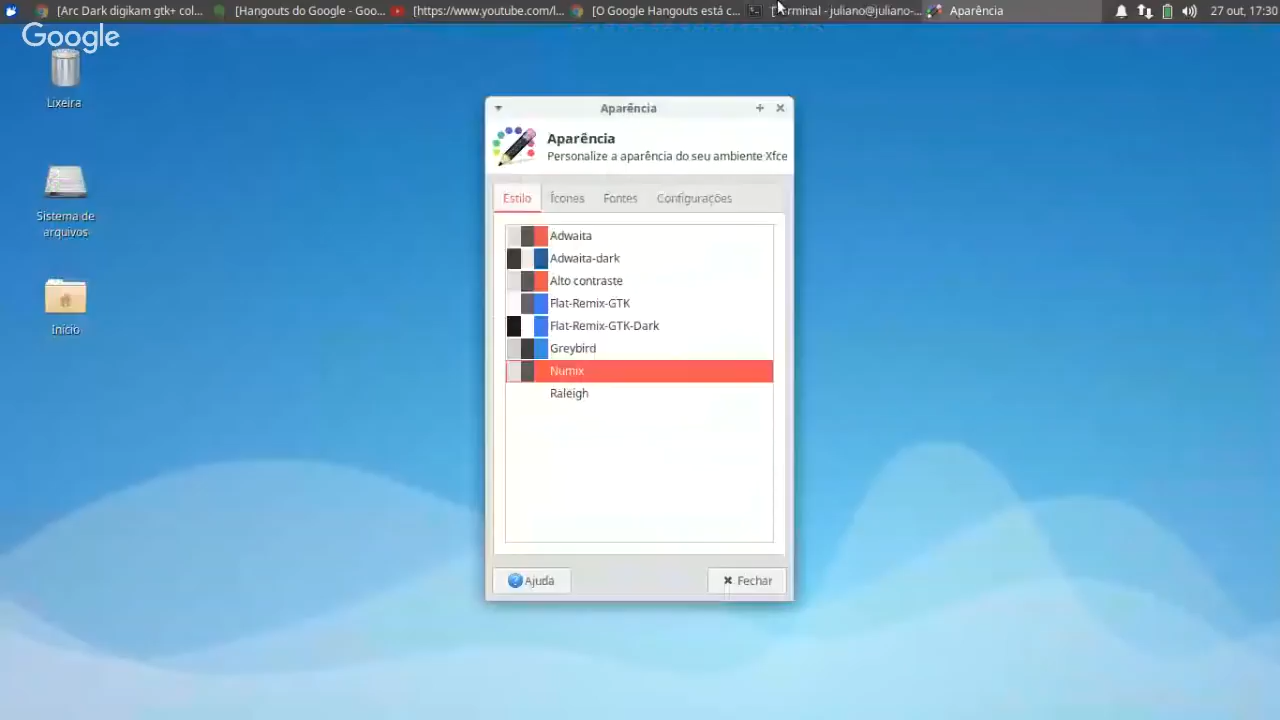 [Arc Dark digikam gtk+ col...
[Hangouts do Google - Goo...
[https://www.youtube.com/l...
[O Google Hangouts está c...
juliano@juliano-...
Aparência
27 out, 17:30
Google
Lixeira
Sistema de
arquivos
Início
Aparência
Aparência
Personalize a aparência do seu ambiente Xfce
Estilo
Ícones
Fontes
Configurações
Adwaita
Adwaita-dark
Alto contraste
Flat-Remix-GTK
Flat-Remix-GTK-Dark
Greybird
Numix
Raleigh
Ajuda
Fechar